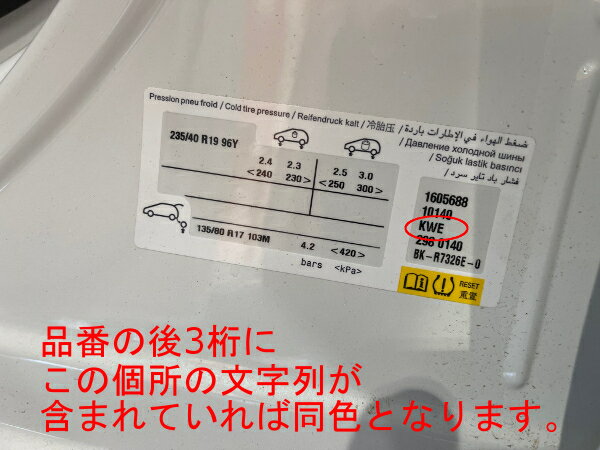 Pression pneu froid / Cold tire pressure / Reifendruck kalt / 冷胎压 / ضغط الهواء في الإطارات باردة
/ Давление холодной шины
/ Soğuk lastik basıncı
/ فشار باد تایر سرد
235/40 R19 96Y
2.4 2.3 2.5 3.0
<240 230> <250 300>
135/80 R17 103M 4.2 <420>
bars <kPa>
1605688
10140
KWE
298 0140
BK-R7326E-0
RESET
重置
品番の後3桁に
この個所の文字列が
含まれていれば同色となります。